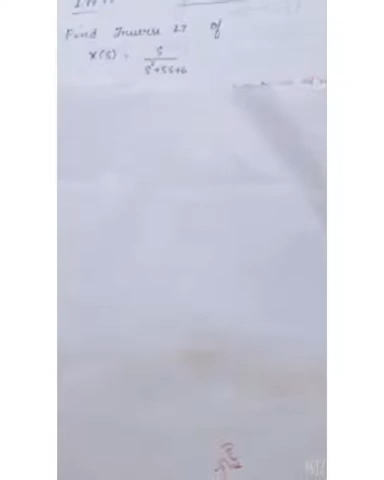 Find Inverse LT of
X(s) = s / s²+5s+6